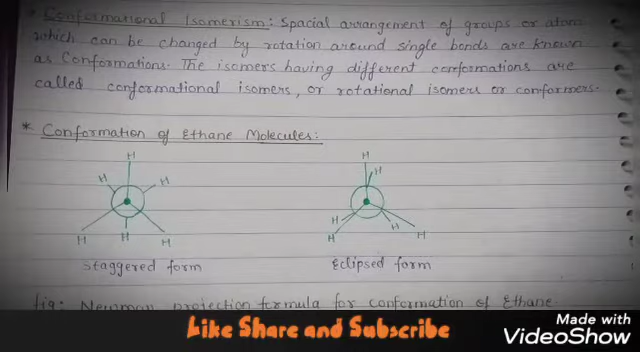 * Conformational Isomerism: Spacial arrangement of groups or atom
which can be changed by rotation around single bonds are known
as Conformations. The isomers having different conformations are
called conformational isomers, or rotational isomers or conformers.
* Conformation of Ethane Molecules:
H H
H H H
H H H H
H H H
Staggered form Eclipsed form
fig: Newman projection formula for conformation of Ethane
Like Share and Subscribe
Made with
VideoShow